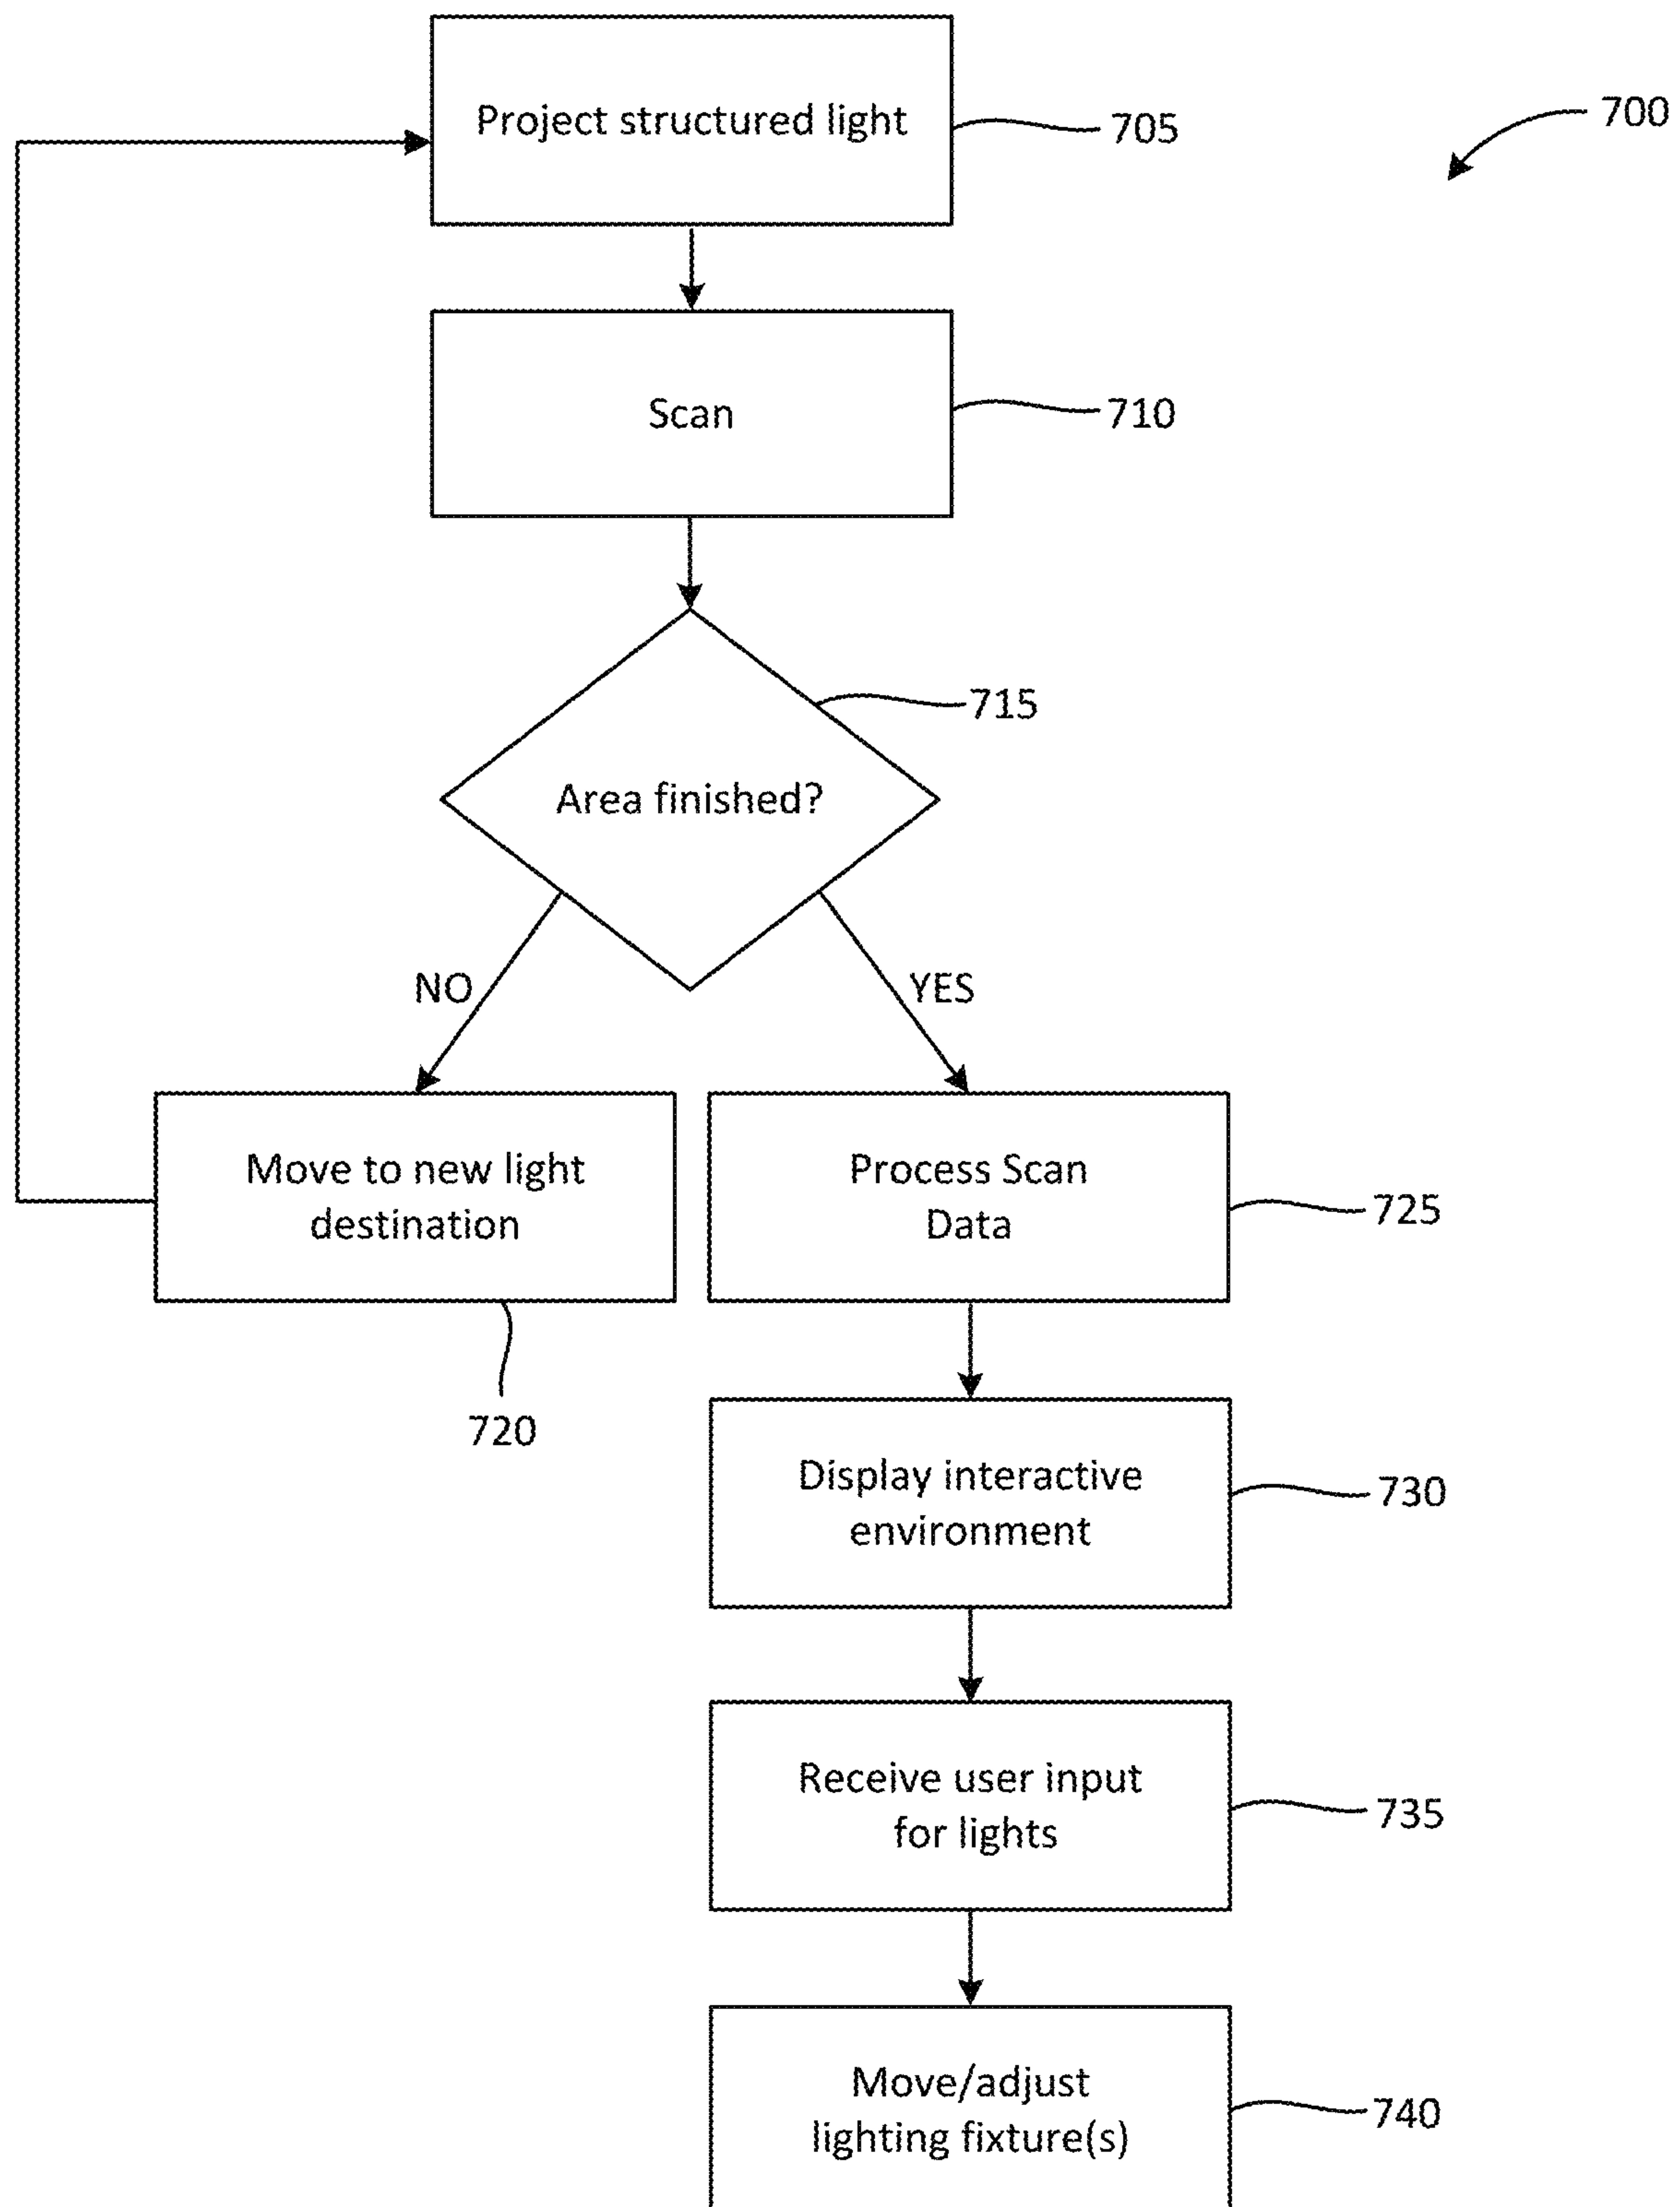 700
Project structured light
705
Scan
710
715
Area finished?
NO
YES
Move to new light
destination
Process Scan
Data
725
720
Display interactive
environment
730
Receive user input
for lights
735
Move/adjust
lighting fixture(s)
740